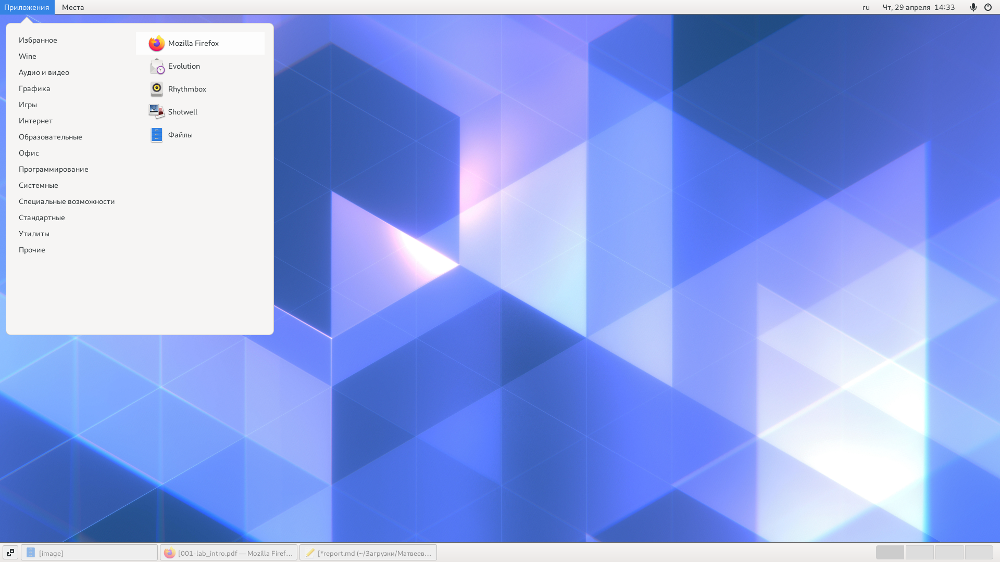 Приложения Места ru Чт, 29 апреля 14:33
Избранное
Wine
Аудио и видео
Графика
Игры
Интернет
Образовательные
Офис
Программирование
Системные
Специальные возможности
Стандартные
Утилиты
Прочие
Mozilla Firefox
Evolution
Rhythmbox
Shotwell
Файлы
[image] [001-lab_intro.pdf — Mozilla Firef… [*report.md (~/Загрузки/Матвеев…